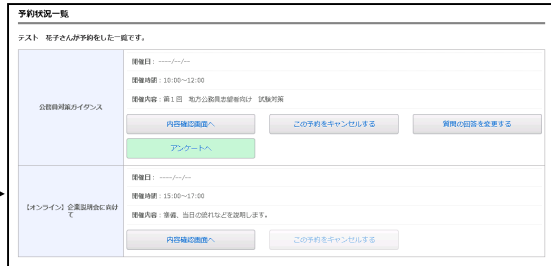 予約状況一覧
テスト 花子さんが予約をした一覧です。
公務員対策ガイダンス
開催日： ----/--/--
開催時間：10:00～12:00
開催内容：第1回 地方公務員志望者向け 試験対策
内容確認画面へ
この予約をキャンセルする
質問の回答を変更する
アンケートへ
【オンライン】企業説明会に向け
て
開催日： ----/--/--
開催時間：15:00～17:00
開催内容：準備、当日の流れなどを説明します。
内容確認画面へ
この予約をキャンセルする